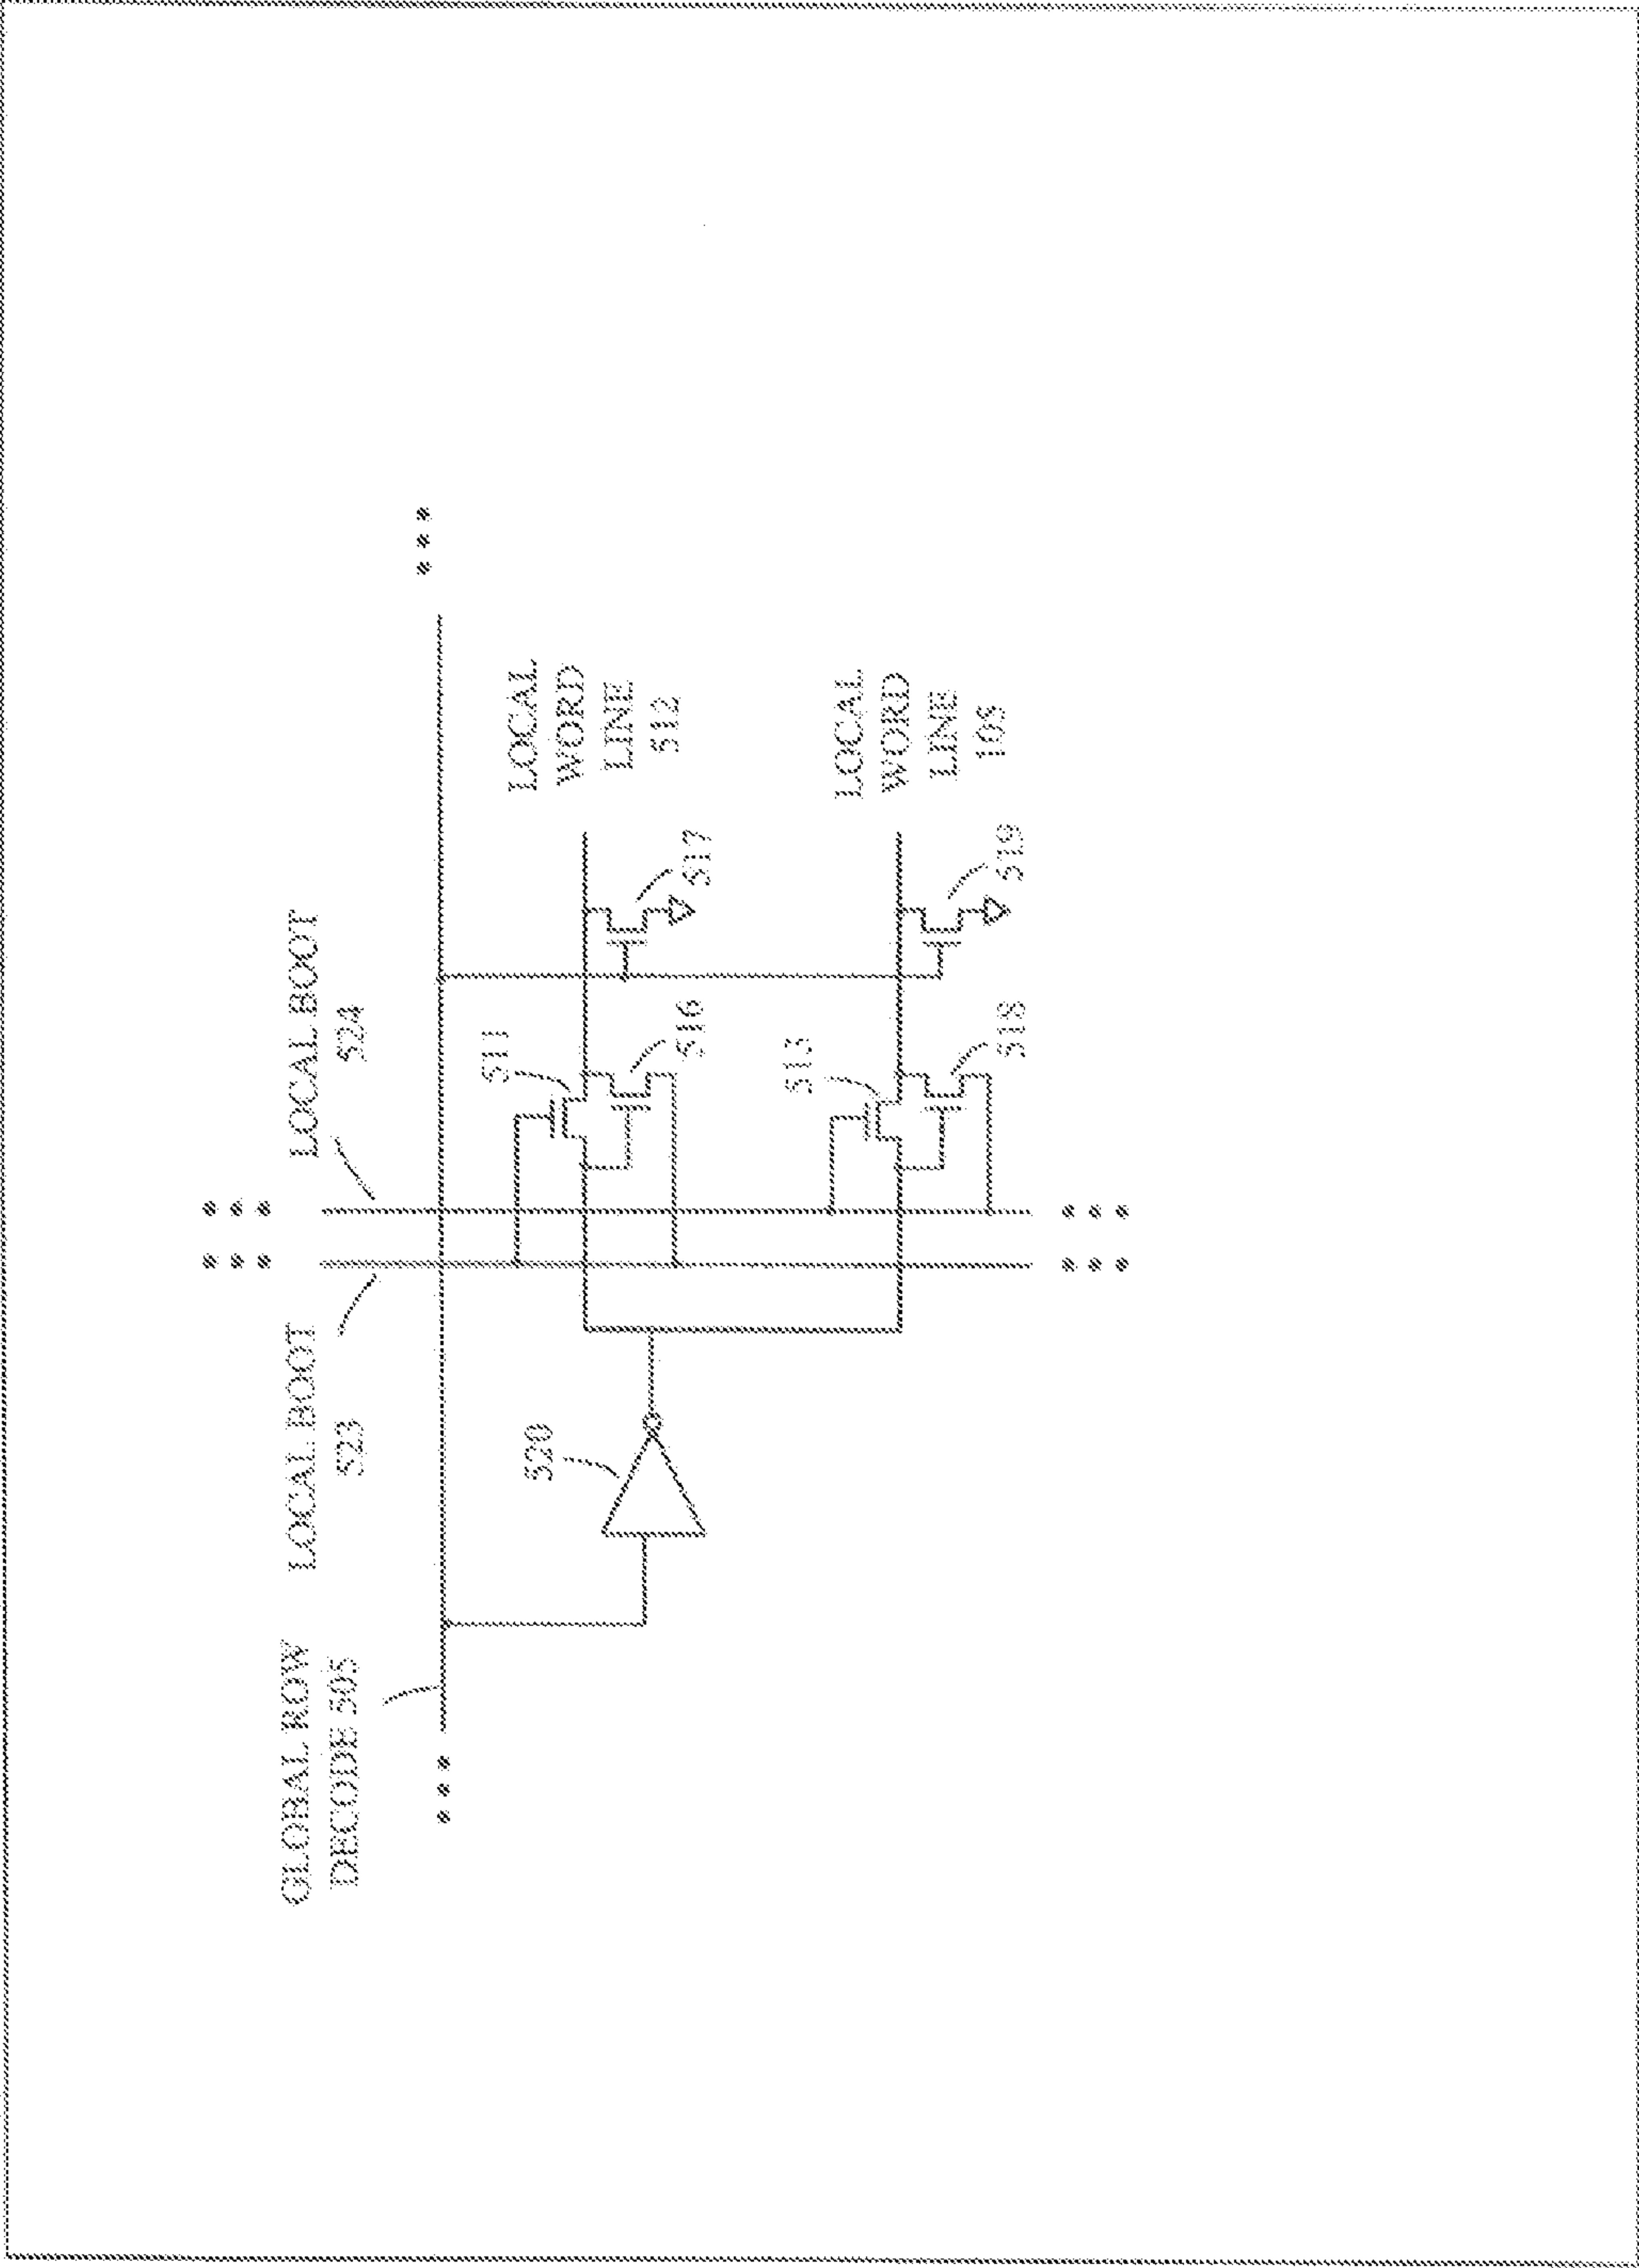 GLOBAL ROW
DECODE 505
LOCAL BOOT
523
LOCAL BOOT
524
520
511
516
517
LOCAL
WORD
LINE
512
513
518
519
LOCAL
WORD
LINE
105